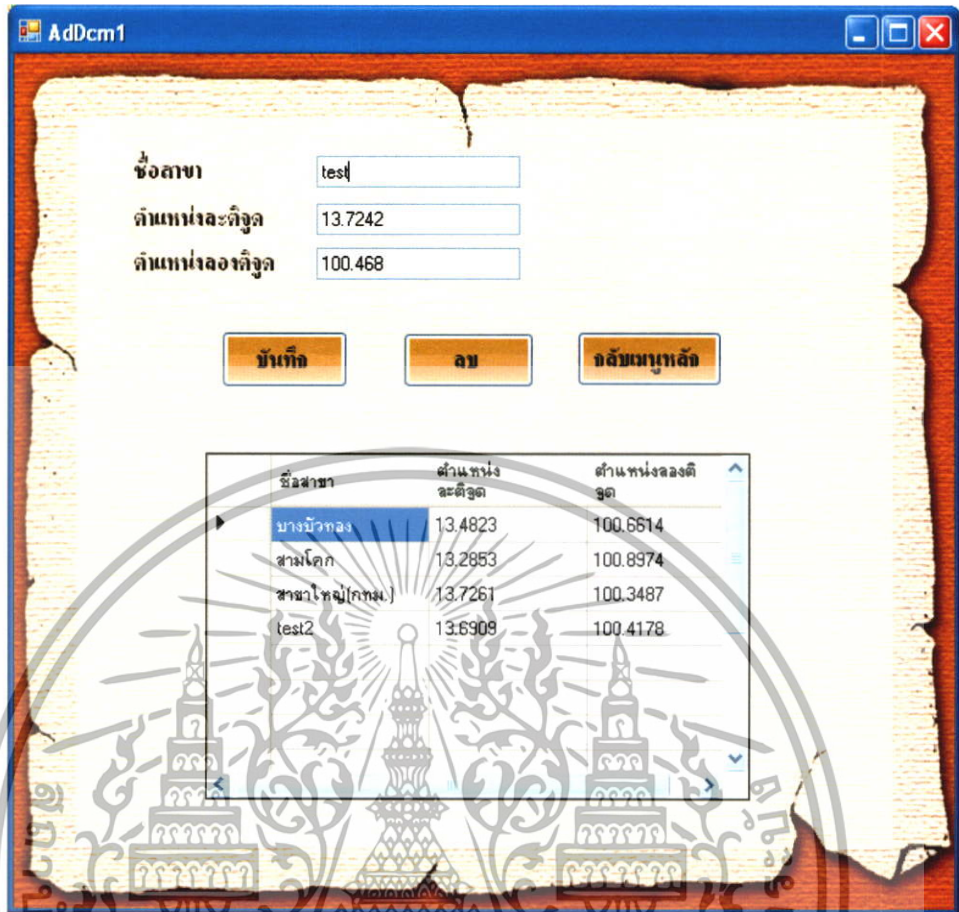 AdDcm1
ชื่อสาขา test
ตำแหน่งละติจูด 13.7242
ตำแหน่งลองติจูด 100.468
บันทึก ลบ กลับเมนูหลัก
ชื่อสาขา ตำแหน่ง ตำแหน่งลองติ
ละติจูด จูด
บางบัวทอง 13.4823 100.6614
สามโคก 13.2853 100.8974
สาขาใหญ่(กทม.) 13.7261 100.3487
test2 13.6909 100.4178